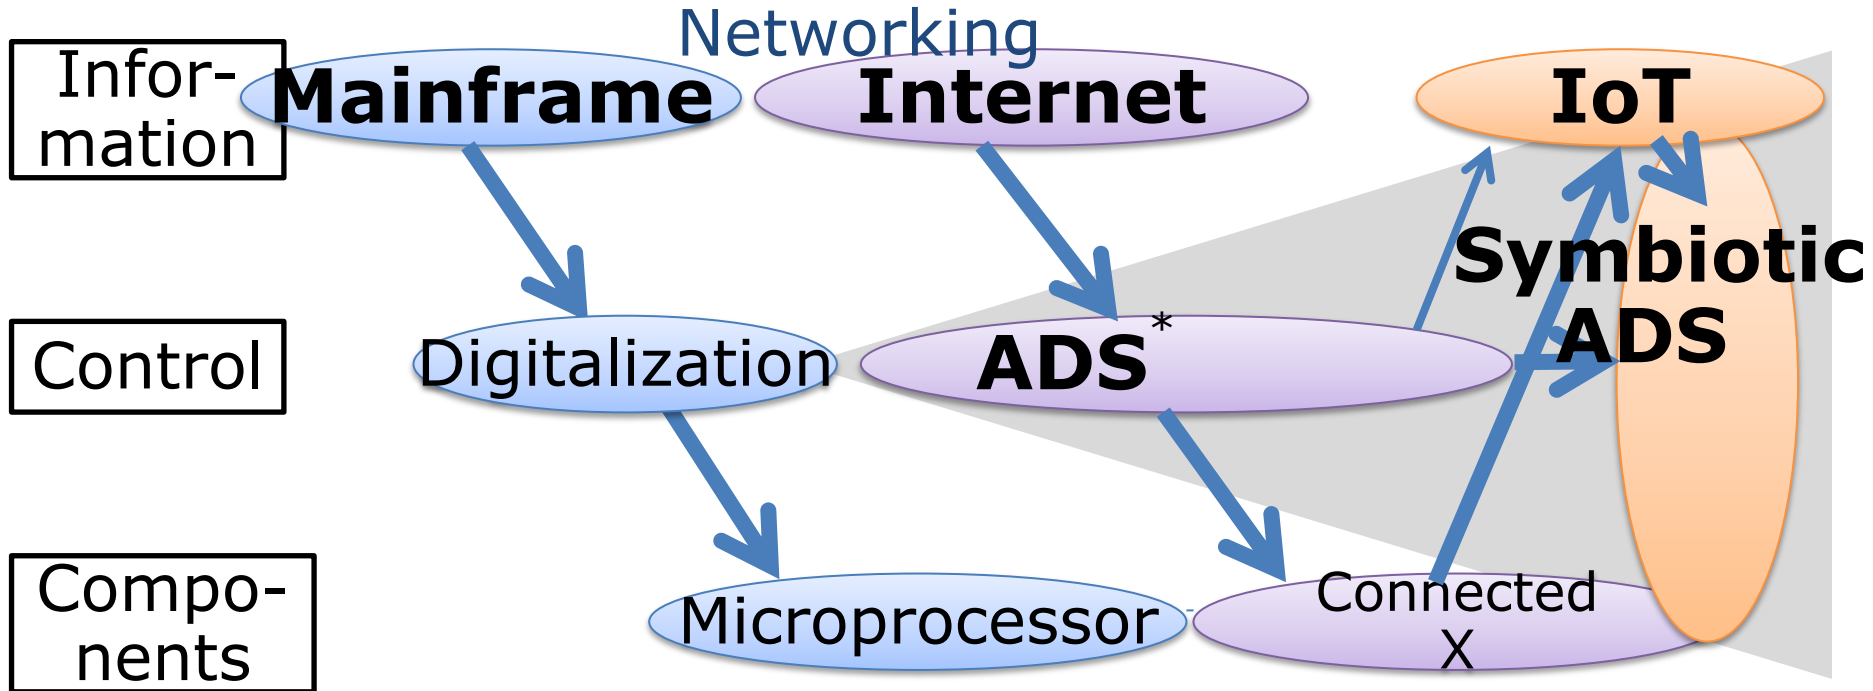 Networking
Infor-
mation
Mainframe
Internet
IoT
Symbiotic
ADS
Control
Digitalization
ADS*
Compo-
nents
Microprocessor
Connected
X